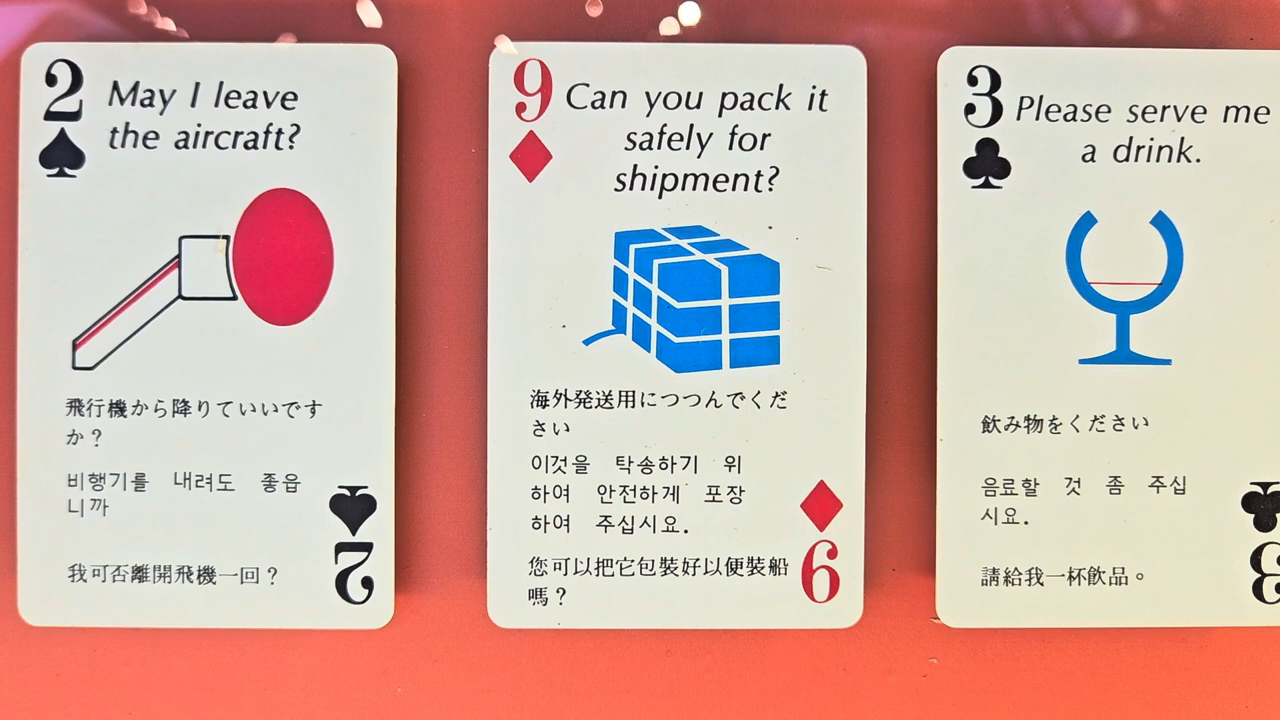 2
May I leave
the aircraft?
飛行機から降りていいです
か？
비행기를 내려도 좋읍
니까
我可否離開飛機一回？
2
9
Can you pack it
safely for
shipment?
海外発送用につつんでくだ
さい
이것을 탁송하기 위
하여 안전하게 포장
하여 주십시요.
您可以把它包裝好以便裝船
嗎？
9
3
Please serve me
a drink.
飲み物をください
음료할 것 좀 주십
시요.
請給我一杯飲品。
3